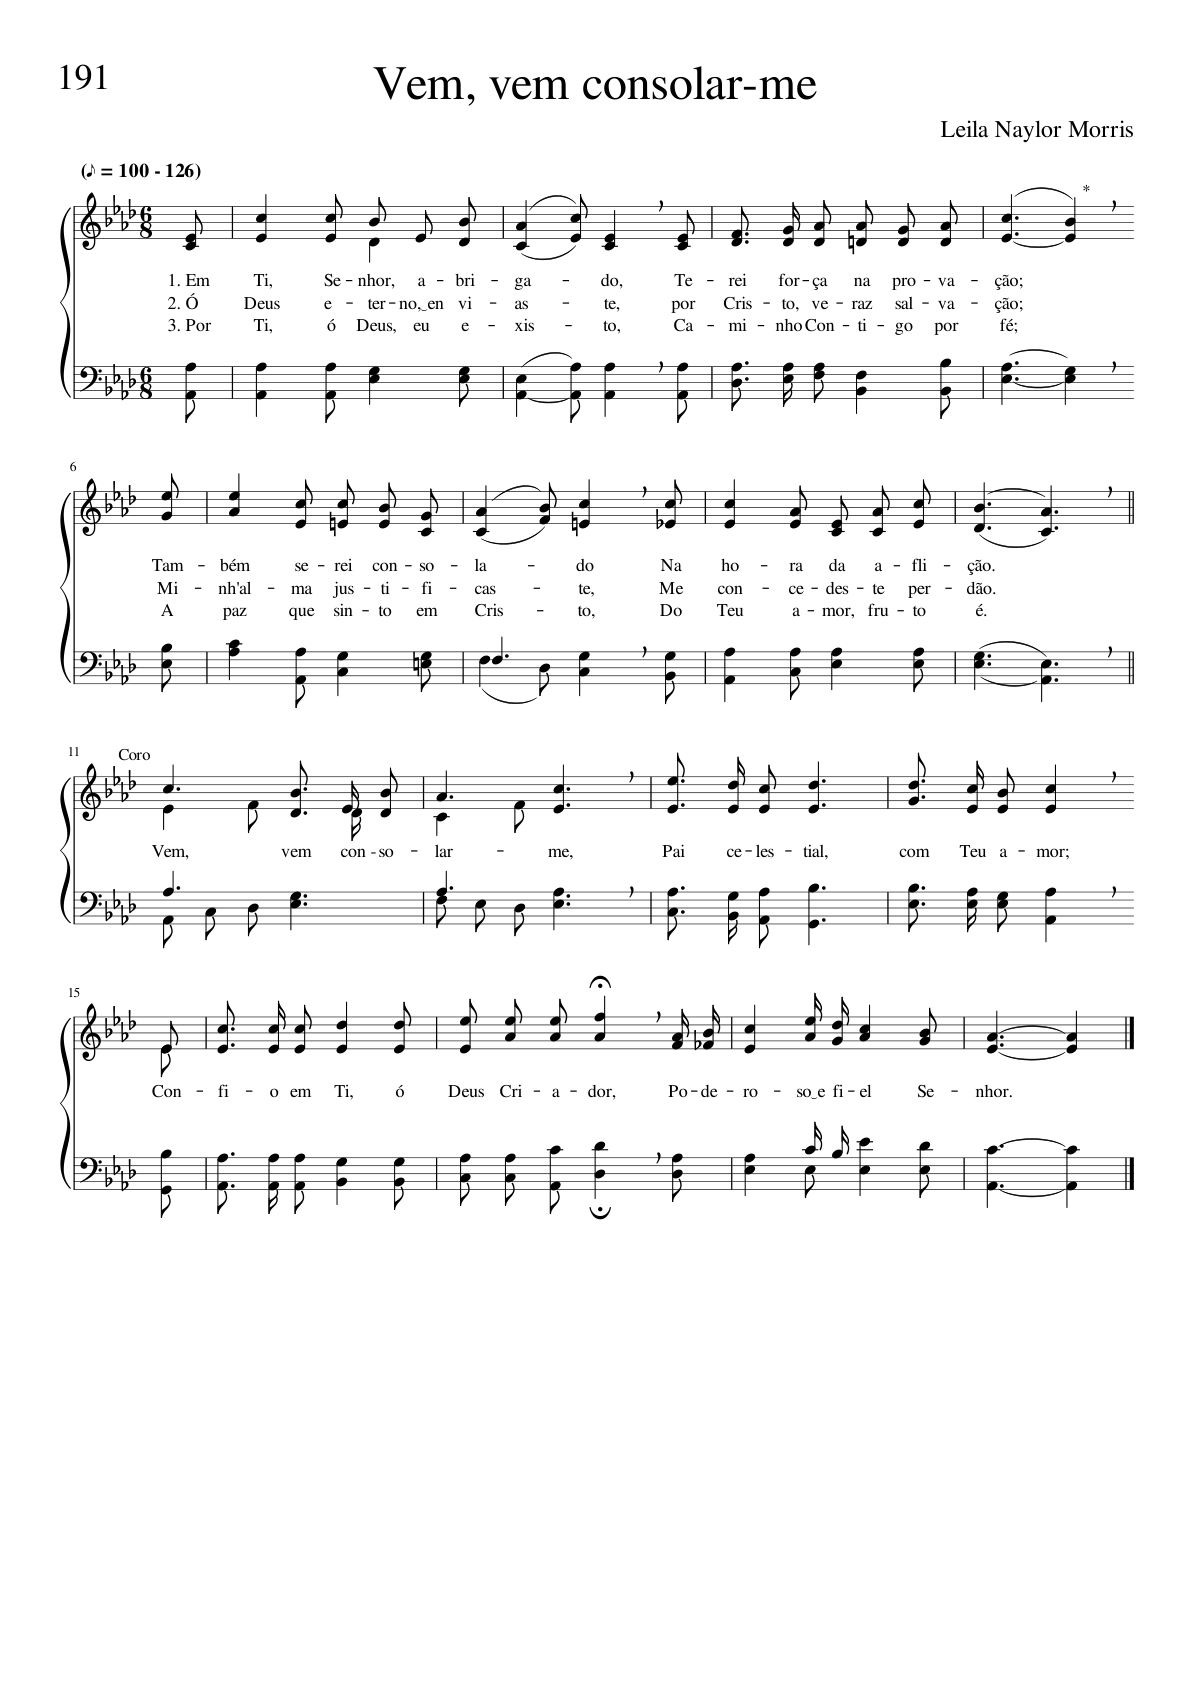 191
Vem, vem consolar-me
Leila Naylor Morris
(♪ = 100 - 126)
*
1. Em Ti, Se - nhor, a - bri - ga - do, Te - rei for - ça na pro - va - ção;
2. Ó Deus e - ter - no, en vi - as - te, por Cris - to, ve - raz sal - va - ção;
3. Por Ti, ó Deus, eu e - xis - to, Ca - mi - nho Con - ti - go por fé;
6
Tam - bém se - rei con - so - la - do Na ho - ra da a - fli - ção.
Mi - nh'al - ma jus - ti - fi - cas - te, Me con - ce - des - te per - dão.
A paz que sin - to em Cris - to, Do Teu a - mor, fru - to é.
11
Coro
Vem, vem con - so - lar - me, Pai ce - les - tial, com Teu a - mor;
15
Con - fi - o em Ti, ó Deus Cri - a - dor, Po - de - ro - so e fi - el Se - nhor.